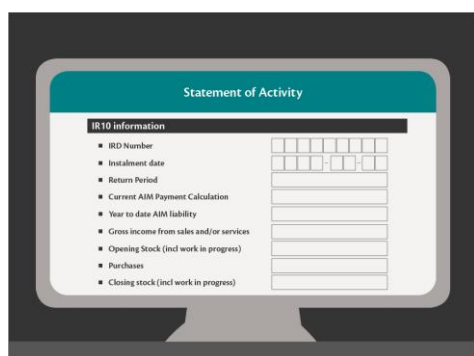 Statement of Activity
IR10 information
IRD Number
Instalment date
Return Period
Current AIM Payment Calculation
Year to date AIM liability
Gross income from sales and/or services
Opening Stock (incl work in progress)
Purchases
Closing stock (incl work in progress)